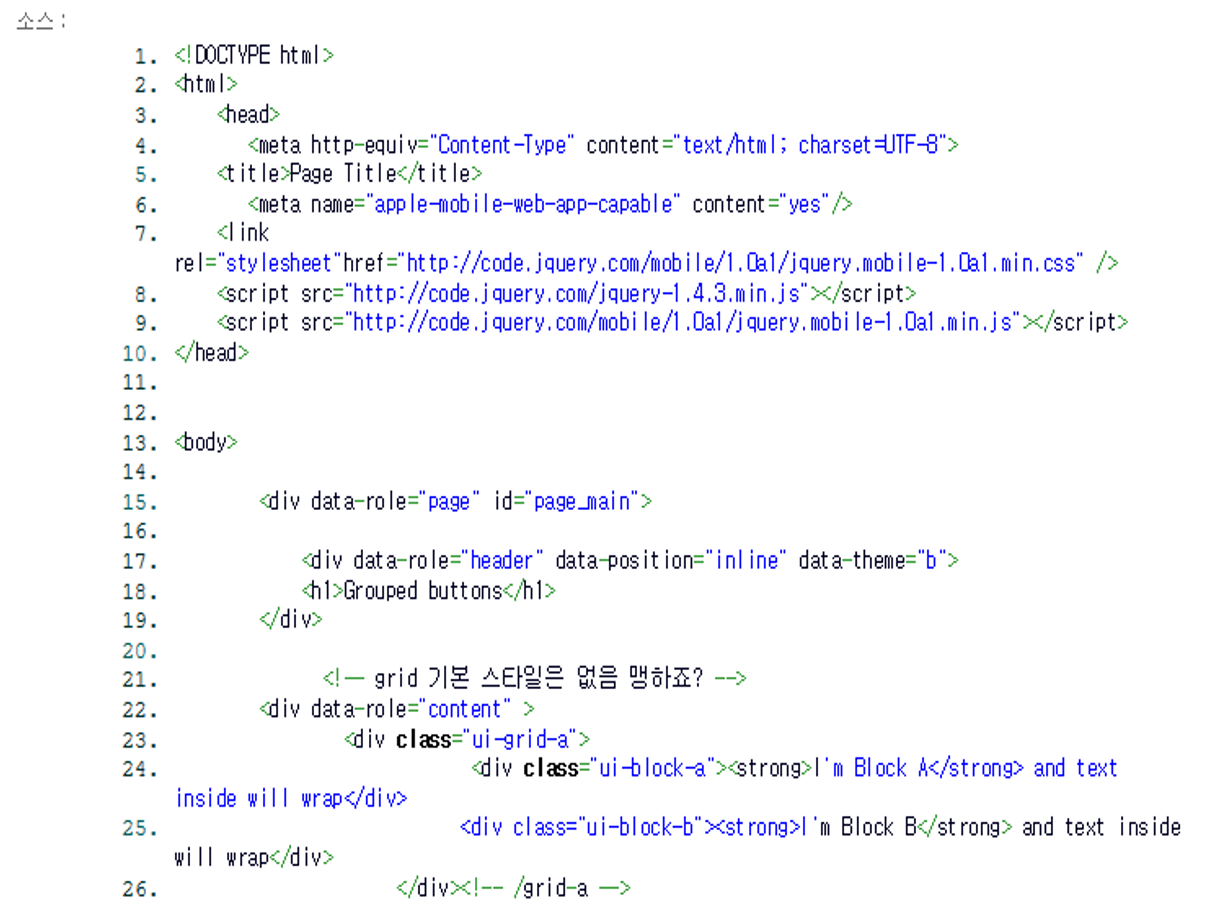 소스 :
1. <!DOCTYPE html>
2. <html>
3. <head>
4. <meta http-equiv="Content-Type" content="text/html; charset=UTF-8">
5. <title>Page Title</title>
6. <meta name="apple-mobile-web-app-capable" content="yes"/>
7. <link
rel="stylesheet"href="http://code.jquery.com/mobile/1.0a1/jquery.mobile-1.0a1.min.css" />
8. <script src="http://code.jquery.com/jquery-1.4.3.min.js"></script>
9. <script src="http://code.jquery.com/mobile/1.0a1/jquery.mobile-1.0a1.min.js"></script>
10. </head>
11.
12.
13. <body>
14.
15. <div data-role="page" id="page_main">
16.
17. <div data-role="header" data-position="inline" data-theme="b">
18. <h1>Grouped buttons</h1>
19. </div>
20.
21. <!-- grid 기본 스타일은 없음 맹하죠? -->
22. <div data-role="content" >
23. <div class="ui-grid-a">
24. <div class="ui-block-a"><strong>I'm Block A</strong> and text
inside will wrap</div>
25. <div class="ui-block-b"><strong>I'm Block B</strong> and text inside
will wrap</div>
26. </div><!-- /grid-a -->